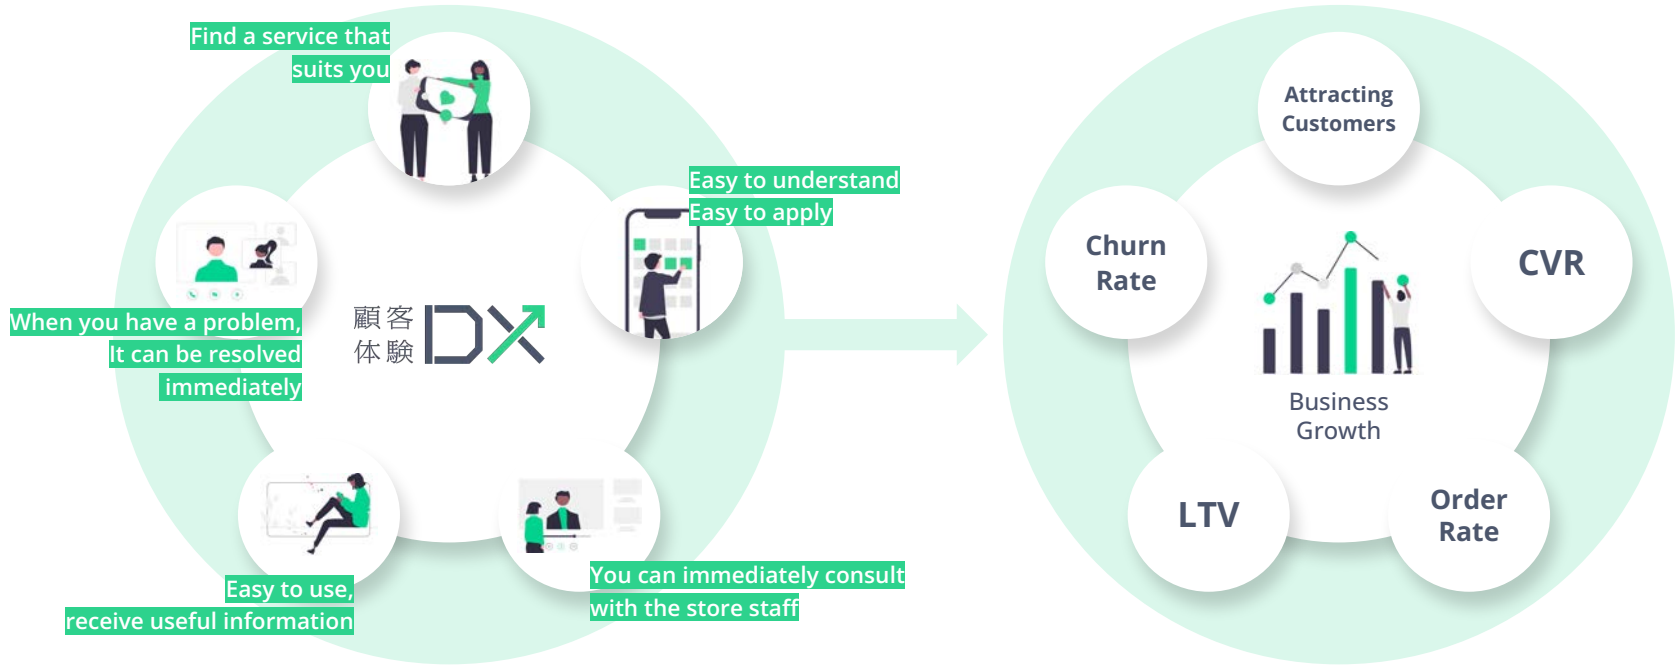 Find a service that
suits you
Easy to understand
Easy to apply
When you have a problem,
It can be resolved
immediately
顧客
体験
DX
Easy to use,
receive useful information
You can immediately consult
with the store staff
Attracting
Customers
Churn
Rate
CVR
Business
Growth
LTV
Order
Rate